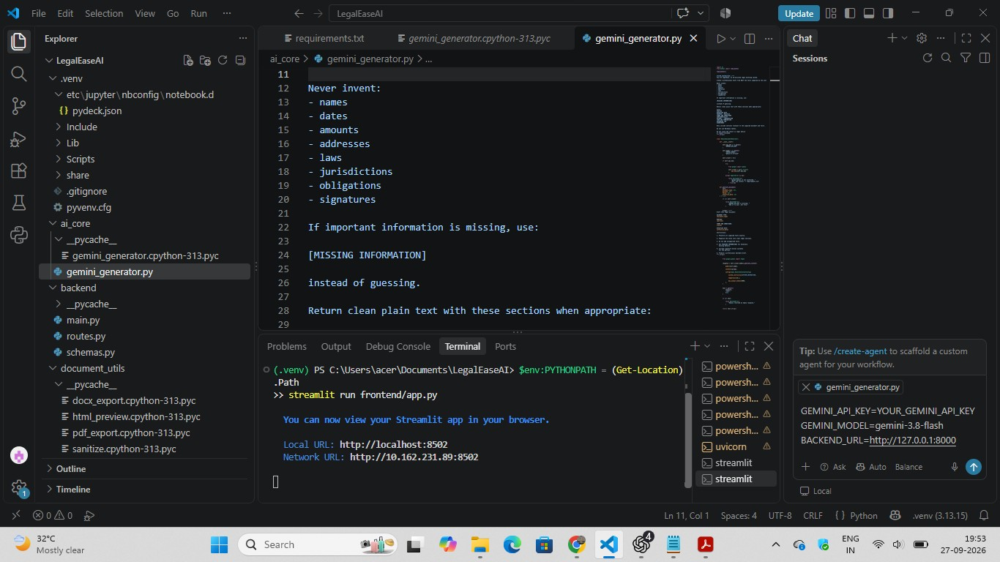 File Edit Selection View Go Run ···
LegalEaseAI
Update
Explorer
LegalEaseAI
.venv
etc\jupyter\nbconfig\notebook.d
pydeck.json
Include
Lib
Scripts
share
.gitignore
pyvenv.cfg
ai_core
__pycache__
gemini_generator.cpython-313.pyc
gemini_generator.py
backend
__pycache__
main.py
routes.py
schemas.py
document_utils
__pycache__
docx_export.cpython-313.pyc
html_preview.cpython-313.pyc
pdf_export.cpython-313.pyc
sanitize.cpython-313.pyc
Outline
Timeline
requirements.txt
gemini_generator.cpython-313.pyc
gemini_generator.py
ai_core > gemini_generator.py > ...
11
12 Never invent:
13 - names
14 - dates
15 - amounts
16 - addresses
17 - laws
18 - jurisdictions
19 - obligations
20 - signatures
21
22 If important information is missing, use:
23
24 [MISSING INFORMATION]
25
26 instead of guessing.
27
28 Return clean plain text with these sections when appropriate:
29
Problems Output Debug Console Terminal Ports
(.venv) PS C:\Users\acer\Documents\LegalEaseAI> $env:PYTHONPATH = (Get-Location)
.Path
>> streamlit run frontend/app.py
You can now view your Streamlit app in your browser.
Local URL: http://localhost:8502
Network URL: http://10.162.231.89:8502
powersh...
powersh...
powersh...
powersh...
powersh...
uvicorn
streamlit
streamlit
Chat
Sessions
Tip: Use /create-agent to scaffold a custom
agent for your workflow.
gemini_generator.py
GEMINI_API_KEY=YOUR_GEMINI_API_KEY
GEMINI_MODEL=gemini-3.8-flash
BACKEND_URL=http://127.0.0.1:8000
Ask Auto Balance
Local
1
0 0
Ln 11, Col 1 Spaces: 4 UTF-8 CRLF {} Python .venv (3.13.15)
32°C
Mostly clear
Search
4
ENG
IN
19:53
27-09-2026